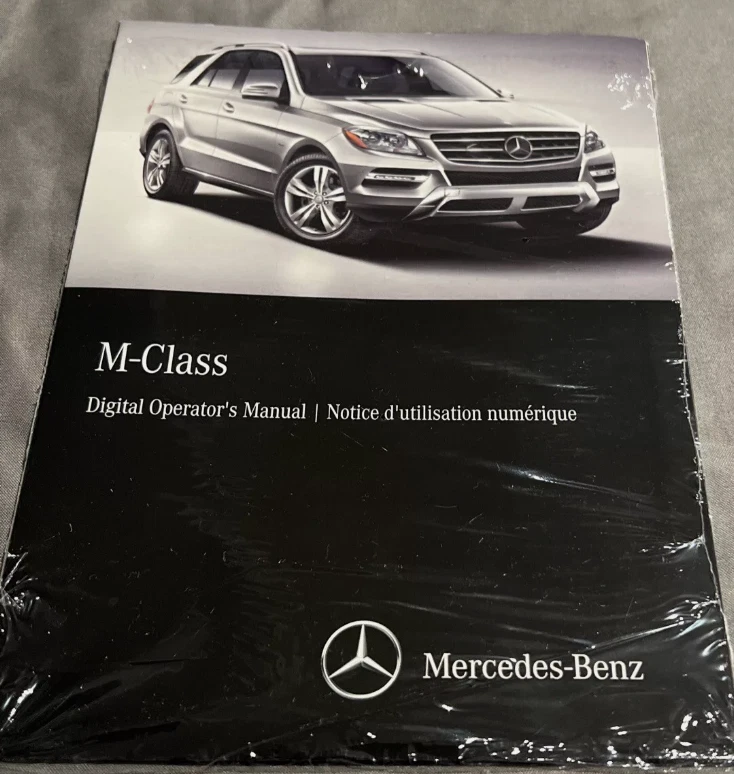 M-Class
Digital Operator's Manual | Notice d'utilisation numérique
Mercedes-Benz